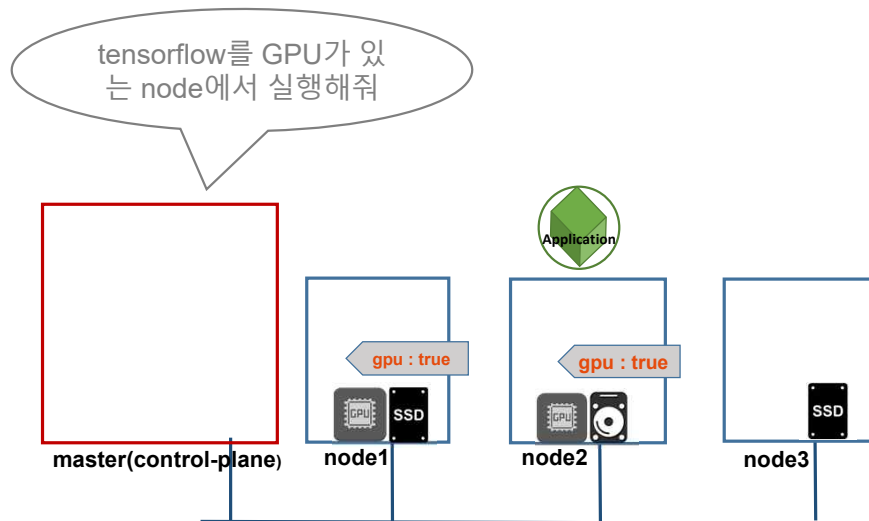 tensorflow를 GPU가 있
는 node에서 실행해줘
Application
gpu : true
gpu : true
GPU
SSD
GPU
SSD
master(control-plane)
node1
node2
node3